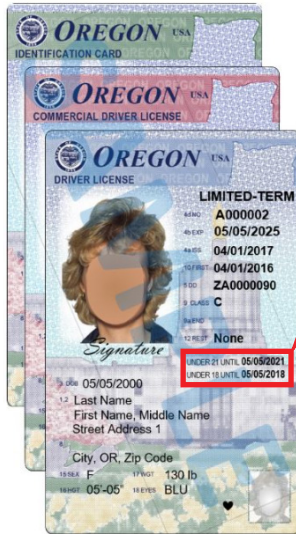 OREGON USA
IDENTIFICATION CARD
OREGON USA
COMMERCIAL DRIVER LICENSE
OREGON USA
DRIVER LICENSE
LIMITED-TERM
A000002
4b EXP 05/05/2025
4a ISS 04/01/2017
10 FIRST 04/01/2016
5 DD ZA0000090
9 CLASS C
9a END
12 REST None
Signature
UNDER 21 UNTIL 05/05/2021
UNDER 18 UNTIL 05/05/2018
3 DOB 05/05/2000
1,2 Last Name
First Name, Middle Name
Street Address 1
8
City, OR, Zip Code
15 SEX F 17 WGT 130 lb
16 HGT 05'-05" 18 EYES BLU